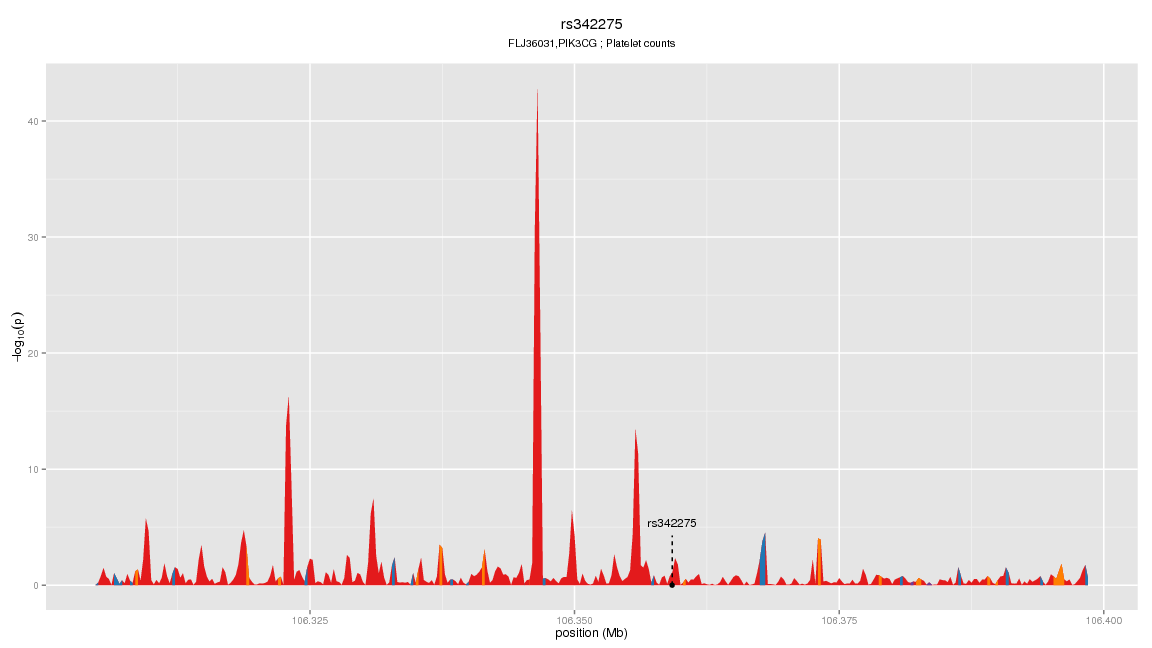 rs342275
FLJ36031,PIK3CG ; Platelet counts
40
30
20
10
0
-log10(p)
rs342275
106.325
106.350
106.375
106.400
position (Mb)